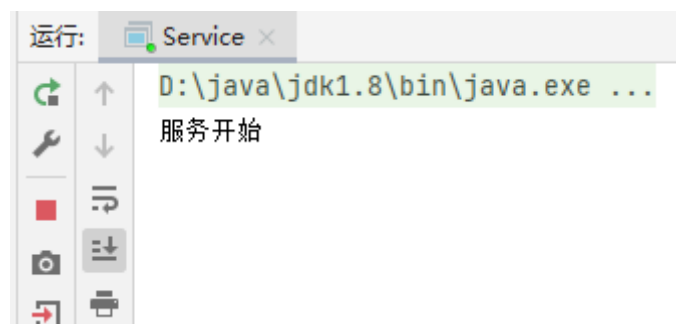 运行: Service
D:\java\jdk1.8\bin\java.exe ...
服务开始